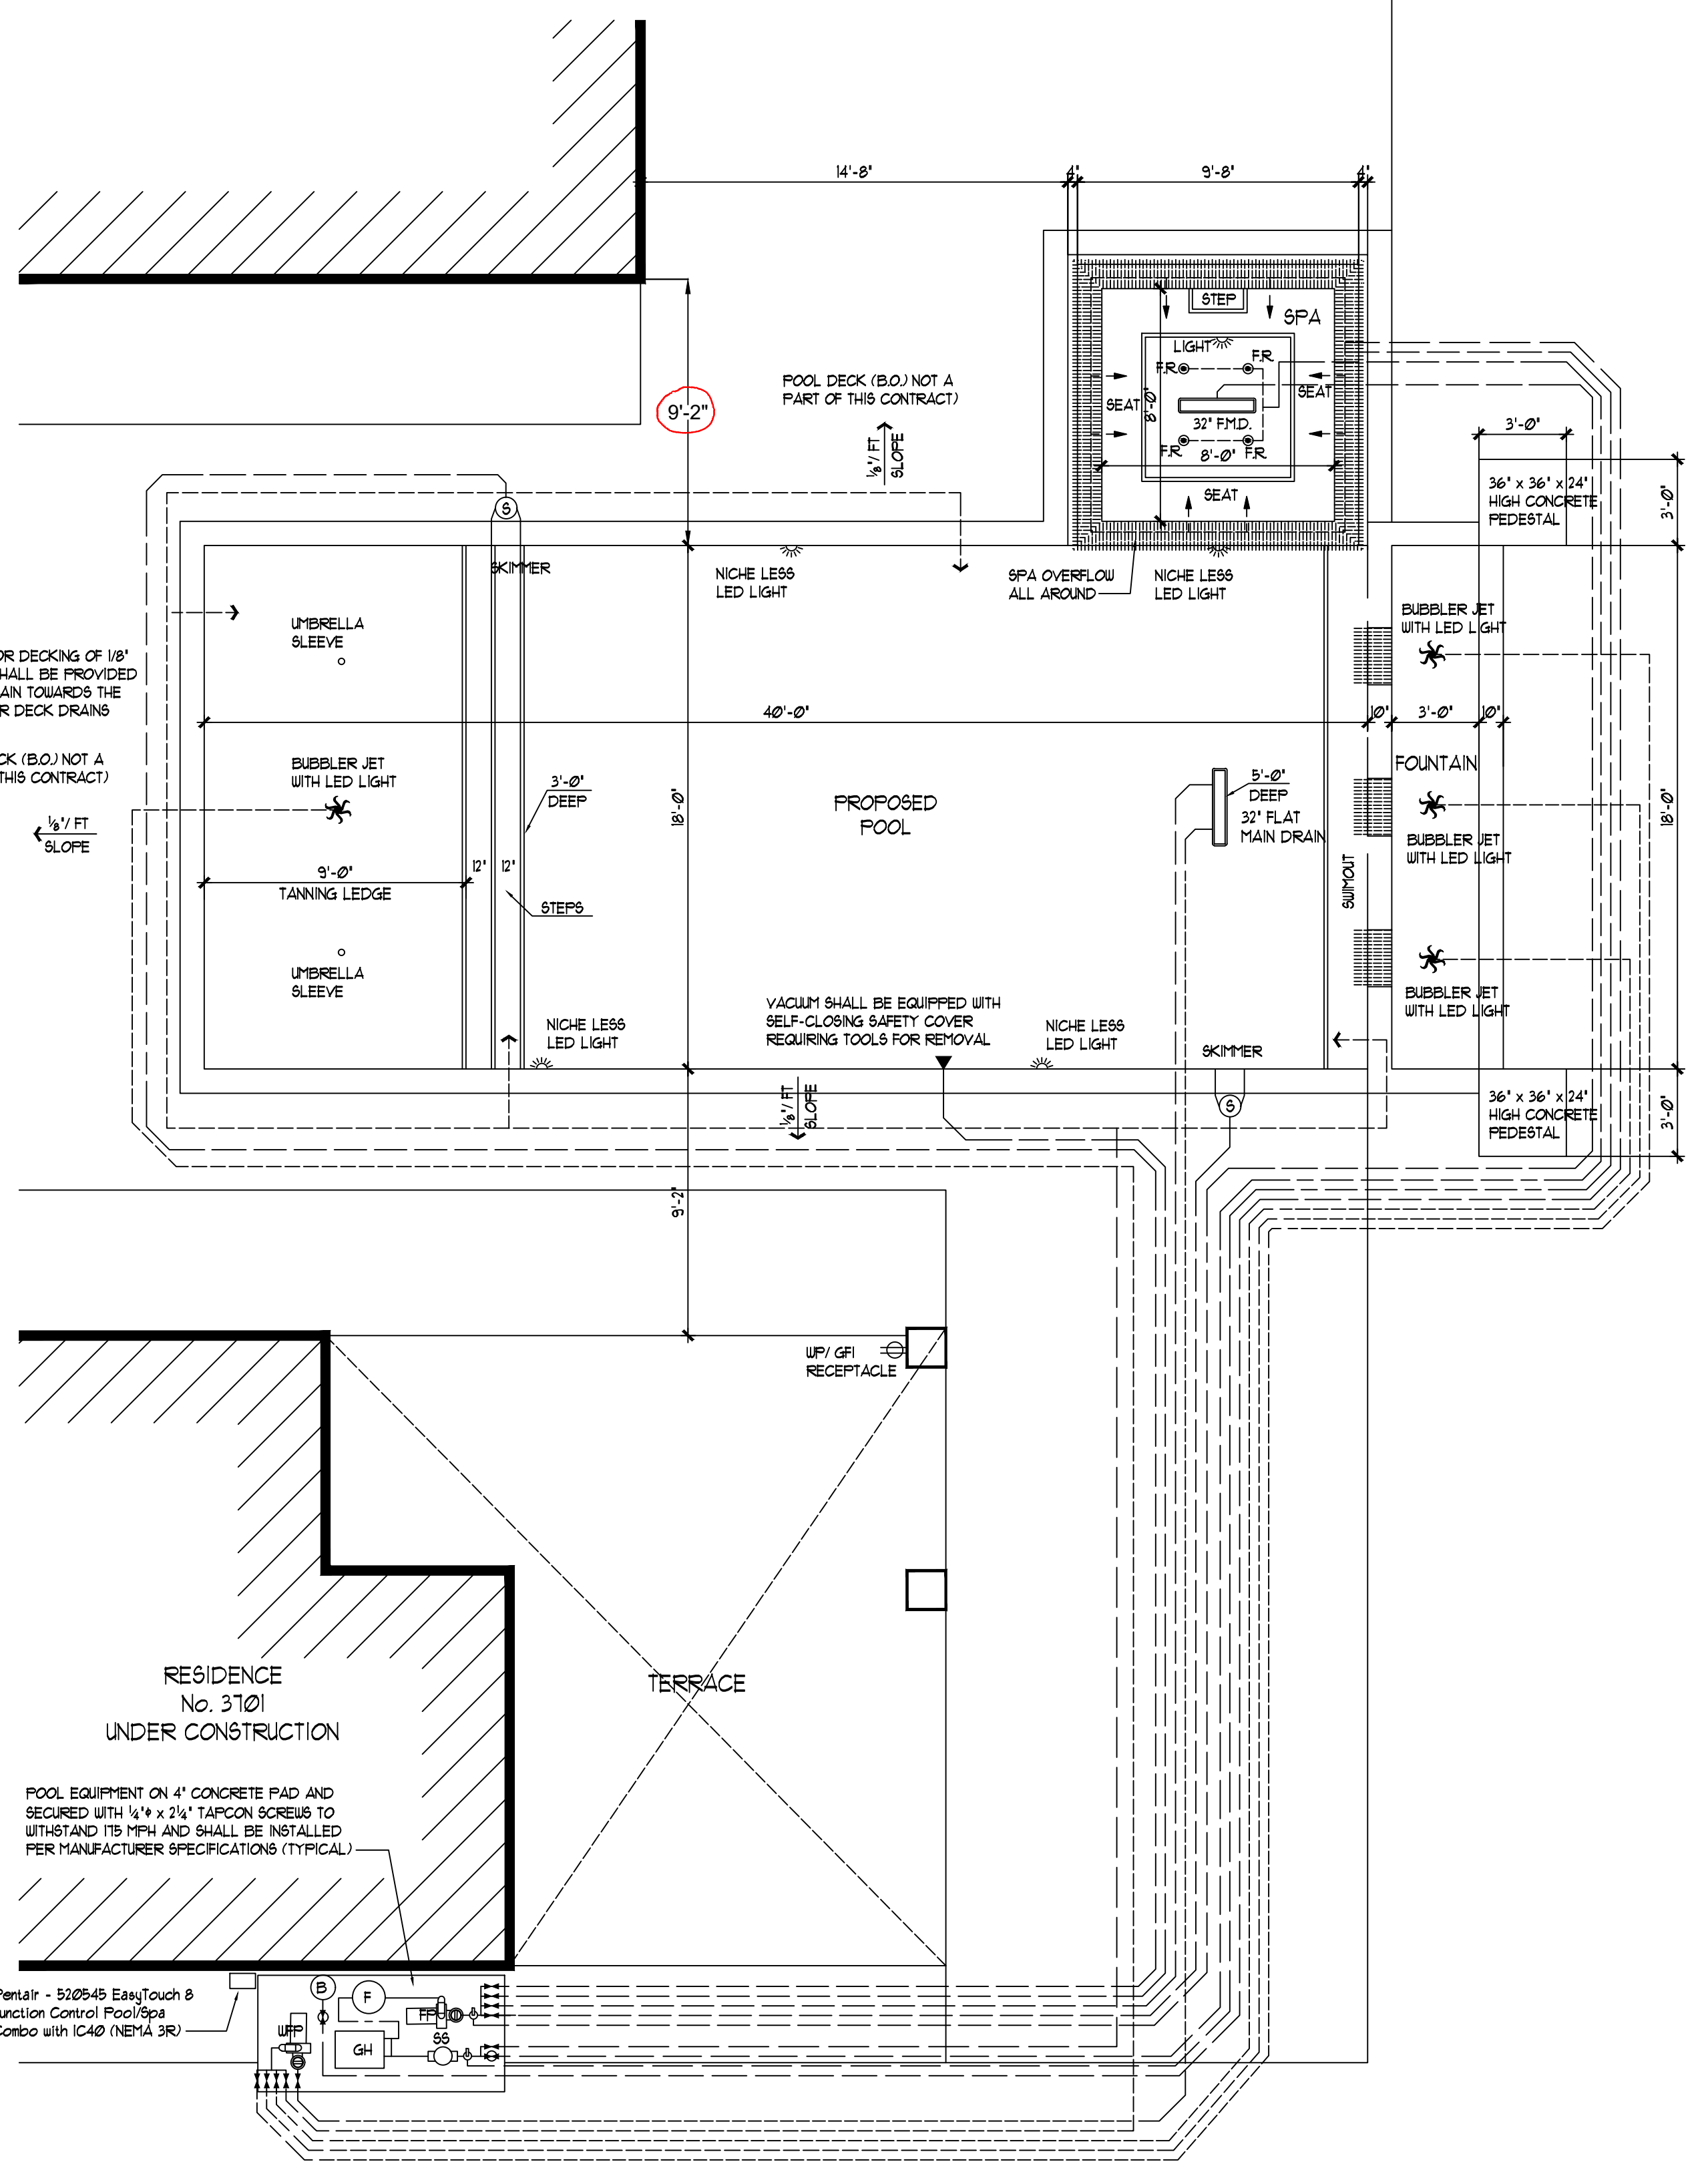 14'-8"
4"
9'-8"
4"
STEP
SPA
LIGHT
F.R.
F.R.
9'-2"
POOL DECK (B.O.) NOT A
PART OF THIS CONTRACT)
1/8"/ FT
SLOPE
SEAT
8'-0"
SEAT
32" F.M.D.
F.R.
8'-0"
F.R.
SEAT
3'-0"
36" x 36" x 24"
HIGH CONCRETE
PEDESTAL
3'-0"
S
SKIMMER
NICHE LESS
LED LIGHT
SPA OVERFLOW
ALL AROUND
NICHE LESS
LED LIGHT
UMBRELLA
SLEEVE
BUBBLER JET
WITH LED LIGHT
OR DECKING OF 1/8"
SHALL BE PROVIDED
AIN TOWARDS THE
R DECK DRAINS
40'-0"
10"
3'-0"
10"
CK (B.O.) NOT A
THIS CONTRACT)
BUBBLER JET
WITH LED LIGHT
3'-0"
DEEP
18'-0"
PROPOSED
POOL
5'-0"
DEEP
32" FLAT
MAIN DRAIN
FOUNTAIN
18'-0"
1/8"/ FT
SLOPE
BUBBLER JET
WITH LED LIGHT
9'-0"
12"
12"
TANNING LEDGE
STEPS
SWIMOUT
UMBRELLA
SLEEVE
BUBBLER JET
WITH LED LIGHT
VACUUM SHALL BE EQUIPPED WITH
SELF-CLOSING SAFETY COVER
REQUIRING TOOLS FOR REMOVAL
NICHE LESS
LED LIGHT
NICHE LESS
LED LIGHT
SKIMMER
S
1/8"/ FT
SLOPE
36" x 36" x 24"
HIGH CONCRETE
PEDESTAL
3'-0"
9'-2"
WP/ GFI
RECEPTACLE
RESIDENCE
No. 3701
UNDER CONSTRUCTION
TERRACE
POOL EQUIPMENT ON 4" CONCRETE PAD AND
SECURED WITH 1/4"φ x 2 1/4" TAPCON SCREWS TO
WITHSTAND 175 MPH AND SHALL BE INSTALLED
PER MANUFACTURER SPECIFICATIONS (TYPICAL)
Pentair - 520545 EasyTouch 8
unction Control Pool/Spa
Combo with IC40 (NEMA 3R)
B
F
FP
WFP
GH
SS